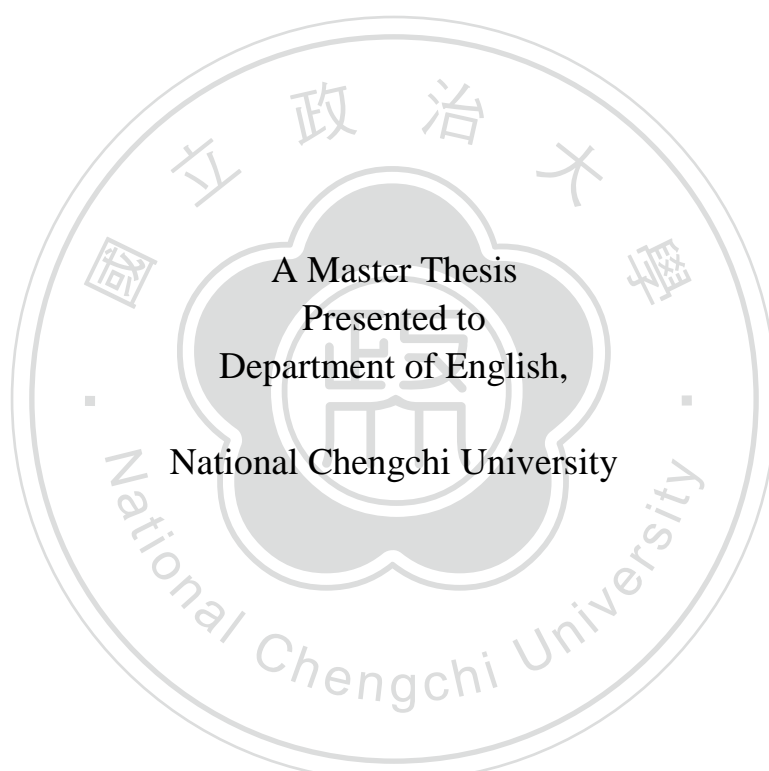 國立政治大學
A Master Thesis
Presented to
Department of English,
National Chengchi University
National Chengchi University